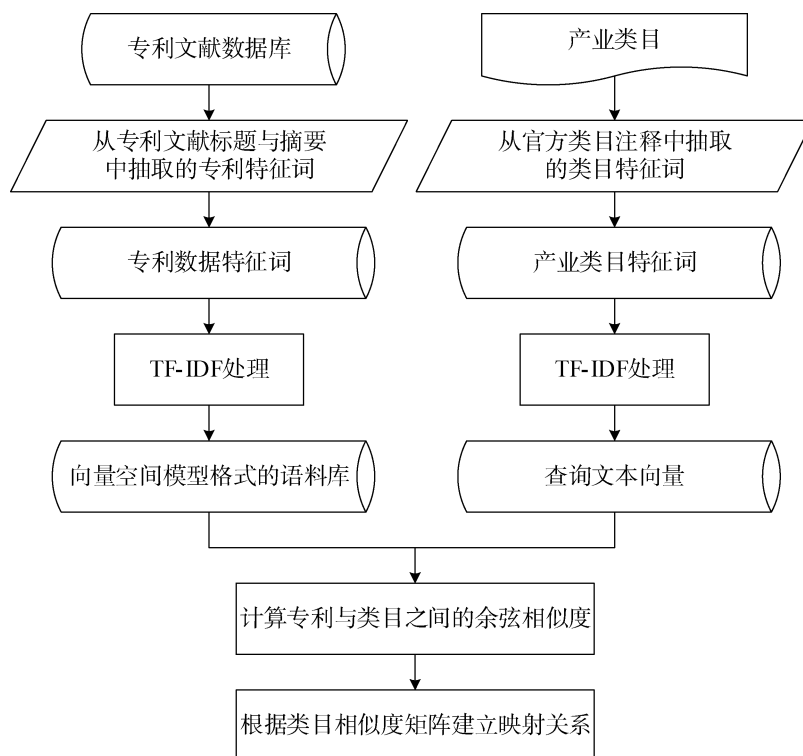 专利文献数据库
产业类目
从专利文献标题与摘要
中抽取的专利特征词
从官方类目注释中抽取
的类目特征词
专利数据特征词
产业类目特征词
TF-IDF处理
TF-IDF处理
向量空间模型格式的语料库
查询文本向量
计算专利与类目之间的余弦相似度
根据类目相似度矩阵建立映射关系